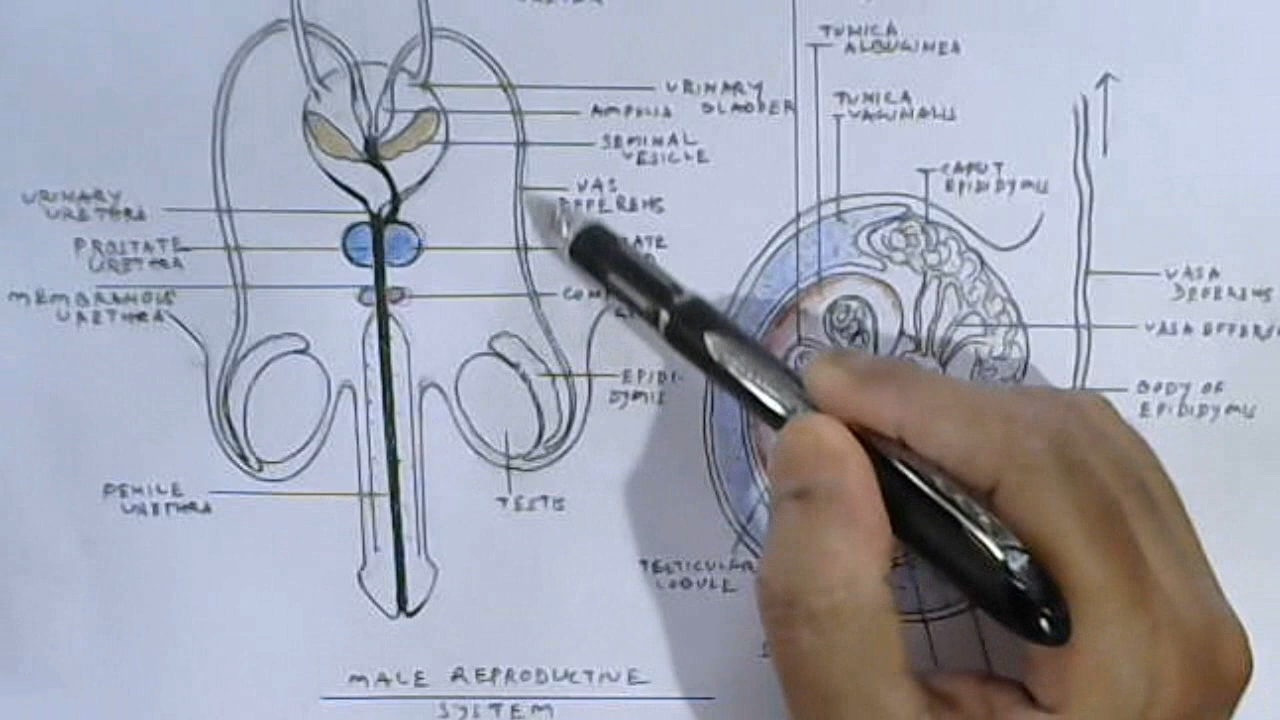 TUNICA
ALBUGINEA
URINARY
BLADDER
AMPULLA
TUNICA
VAGINALIS
SEMINAL
VESICLE
CAPUT
EPIDIDYMIS
VAS
DEFERENS
URINARY
URETHRA
PROSTATE
URETHRA
VASA
DEFERENS
MEMBRANOUS
URETHRA
VASA EFFERE
EPIDI-
DYMIS
BODY OF
EPIDIDYMIS
PENILE
URETHRA
TESTIS
TESTICULAR
LOBULE
MALE REPRODUCTIVE
SYSTEM